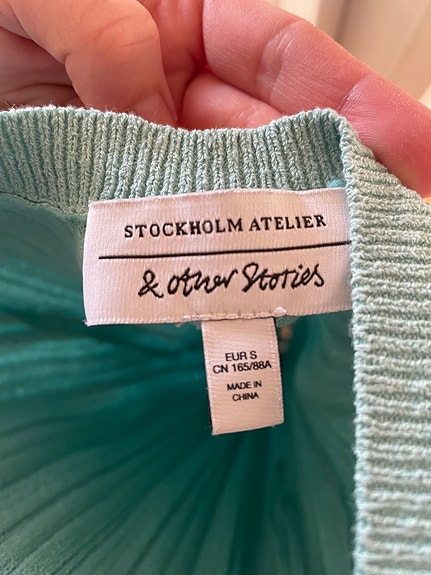 STOCKHOLM ATELIER
& other Stories
EUR S
CN 165/88A
MADE IN
CHINA